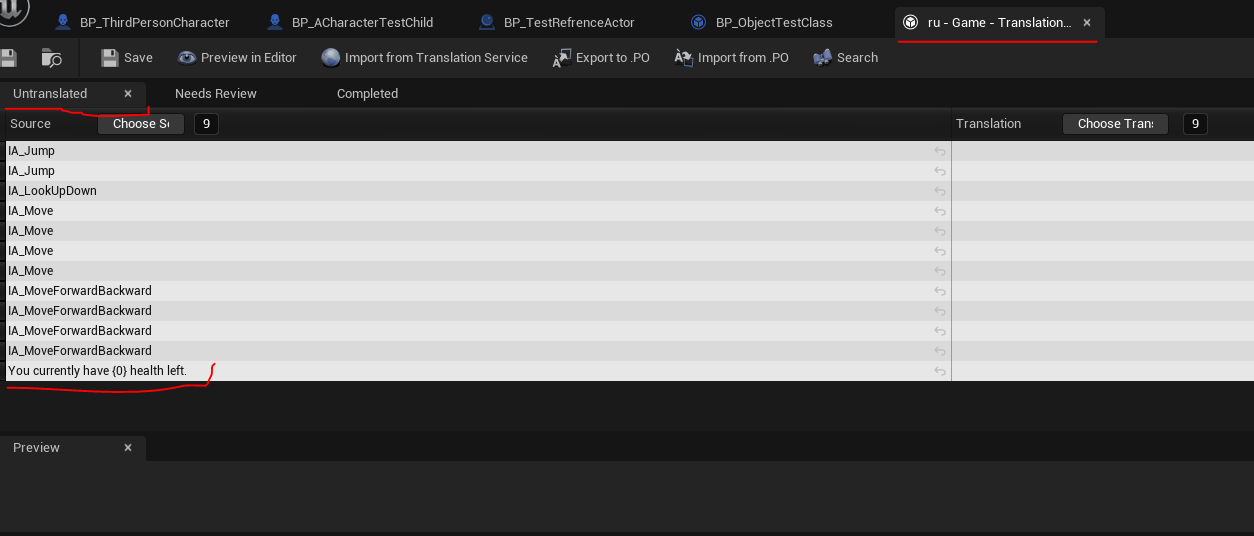 BP_ThirdPersonCharacter BP_ACharacterTestChild BP_TestRefrenceActor BP_ObjectTestClass ru - Game - Translation... ×
Save Preview in Editor Import from Translation Service Export to .PO Import from .PO Search
Untranslated × Needs Review Completed
Source Choose Sc 9 Translation Choose Trans 9
IA_Jump
IA_Jump
IA_LookUpDown
IA_Move
IA_Move
IA_Move
IA_Move
IA_MoveForwardBackward
IA_MoveForwardBackward
IA_MoveForwardBackward
IA_MoveForwardBackward
You currently have {0} health left.
Preview ×